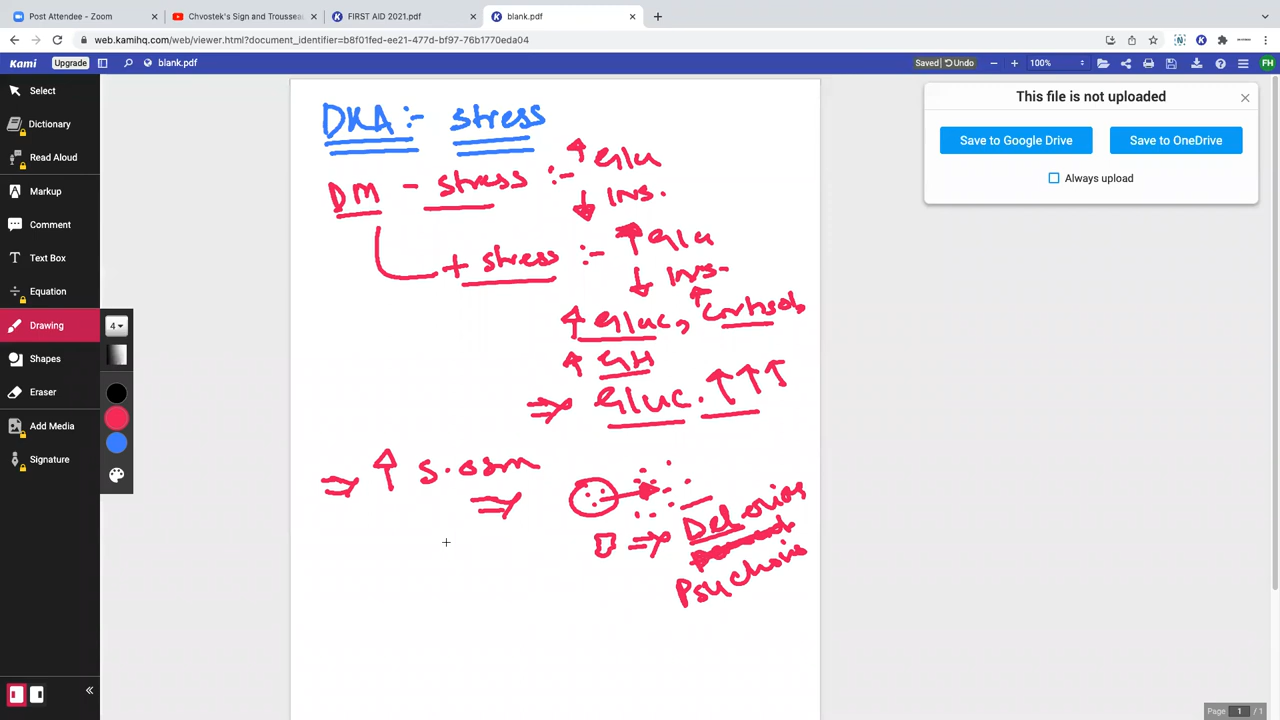 Post Attendee - Zoom
Chvostek's Sign and Trousseau
FIRST AID 2021.pdf
blank.pdf
web.kamihq.com/web/viewer.html?document_identifier=b8f01fed-ee21-477d-bf97-76b1770eda04
Kami
Upgrade
blank.pdf
Saved
Undo
100%
FH
Select
Dictionary
Read Aloud
Markup
Comment
Text Box
Equation
Drawing
4
Shapes
Eraser
Add Media
Signature
This file is not uploaded
Save to Google Drive
Save to OneDrive
Always upload
DKA :- stress
DM - stress :- ↑ Glu
↓ Ins.
+ stress :- ↑ Glu
↓ Ins-
↑ Gluc, ↑ Cortisol,
↑ GH
⇒ Gluc. ↑↑↑
⇒ ↑ S. osm
⇒
⇒ Delerios
Psychosis
Page 1 / 1